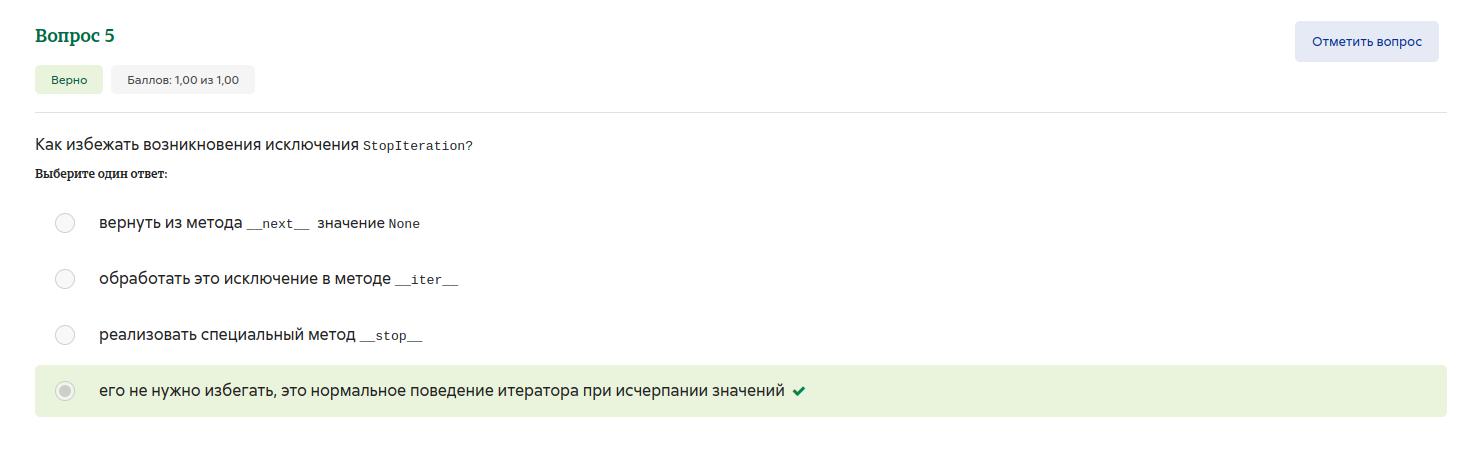 Вопрос 5
Отметить вопрос
Верно
Баллов: 1,00 из 1,00
Как избежать возникновения исключения StopIteration?
Выберите один ответ:
вернуть из метода __next__ значение None
обработать это исключение в методе __iter__
реализовать специальный метод __stop__
его не нужно избегать, это нормальное поведение итератора при исчерпании значений